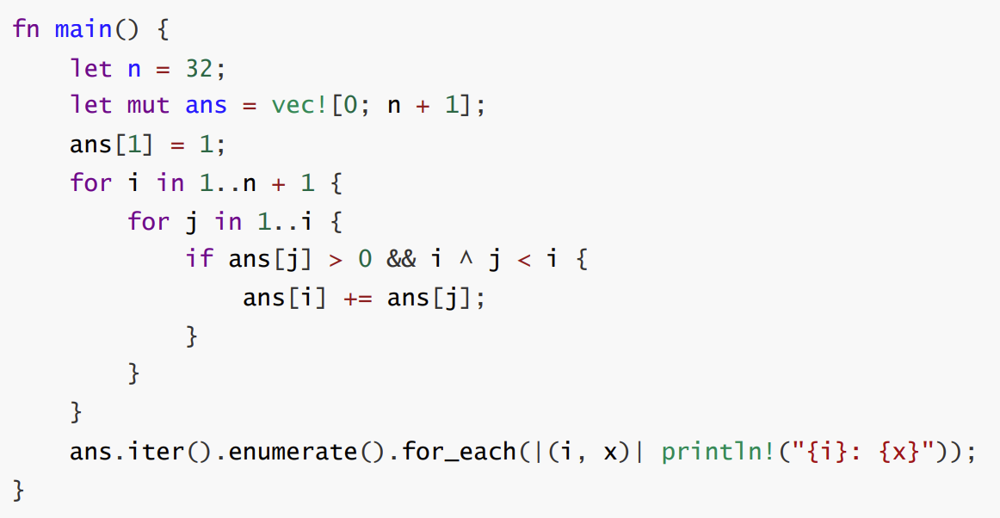 fn main() {
    let n = 32;
    let mut ans = vec![0; n + 1];
    ans[1] = 1;
    for i in 1..n + 1 {
        for j in 1..i {
            if ans[j] > 0 && i ^ j < i {
                ans[i] += ans[j];
            }
        }
    }
    ans.iter().enumerate().for_each(|(i, x)| println!("{i}: {x}"));
}